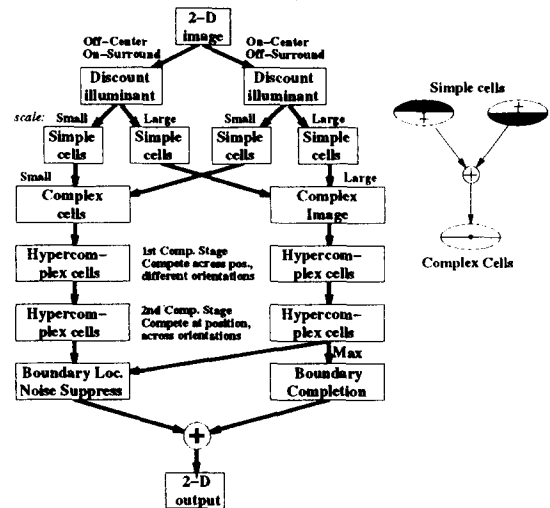 2-D
image
Off-Center
On-Surround
On-Center
Off-Surround
Discount
illuminant
Discount
illuminant
scale:
Small
Large
Small
Large
Simple
cells
Simple
cells
Simple
cells
Simple
cells
Small
Large
Complex
cells
Complex
Image
Hypercom-
plex cells
1st Comp. Stage
Compete across pos.,
different orientations
Hypercom-
plex cells
Hypercom-
plex cells
2nd Comp. Stage
Compete at position,
across orientations
Hypercom-
plex cells
Max
Boundary Loc.
Noise Suppress
Boundary
Completion
+
2-D
output
Simple cells
+
+
+
Complex Cells